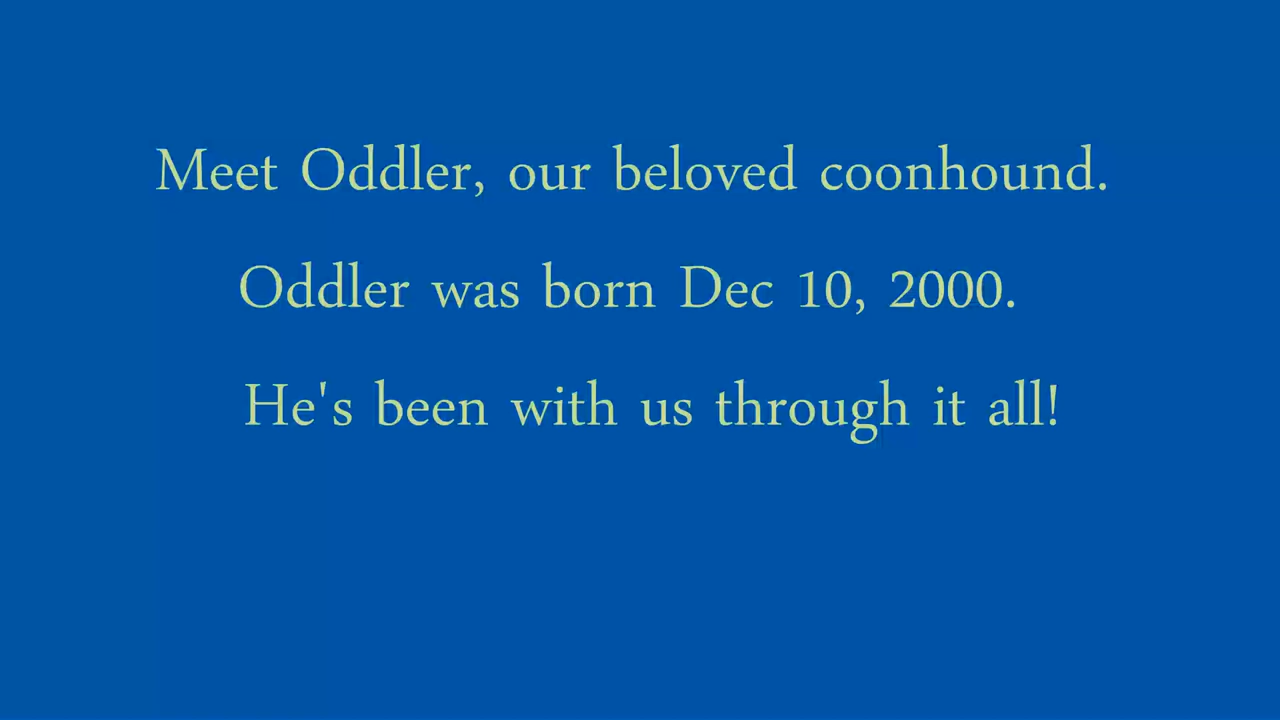 Meet Oddler, our beloved coonhound.
Oddler was born Dec 10, 2000.
He's been with us through it all!